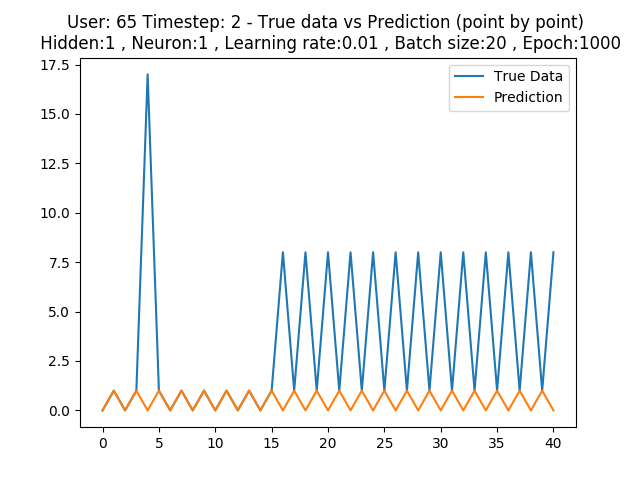 User: 65 Timestep: 2 - True data vs Prediction (point by point)
Hidden:1 , Neuron:1 , Learning rate:0.01 , Batch size:20 , Epoch:1000
17.5
15.0
12.5
10.0
7.5
5.0
2.5
0.0
True Data
Prediction
0 5 10 15 20 25 30 35 40